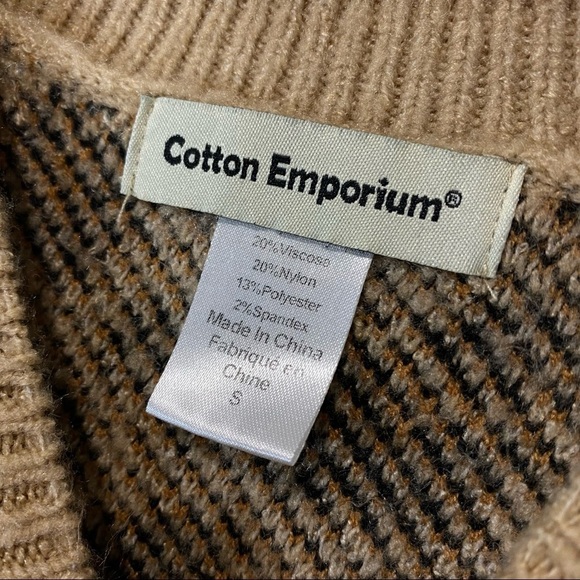 Cotton Emporium®
20%Viscose
20%Nylon
13%Polyester
2%Spandex
Made In China
Fabriqué en
Chine
S